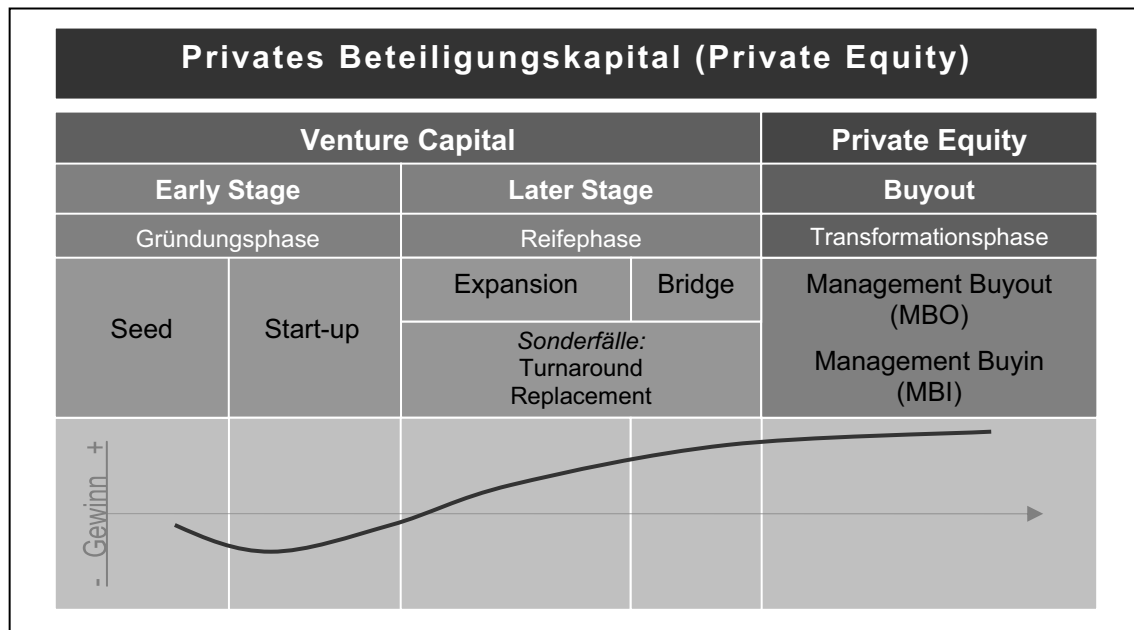 Privates Beteiligungskapital (Private Equity)
Venture Capital
Private Equity
Early Stage
Later Stage
Buyout
Gründungsphase
Reifephase
Transformationsphase
Seed
Start-up
Expansion
Bridge
Sonderfälle:
Turnaround
Replacement
Management Buyout
(MBO)
Management Buyin
(MBI)
- Gewinn +